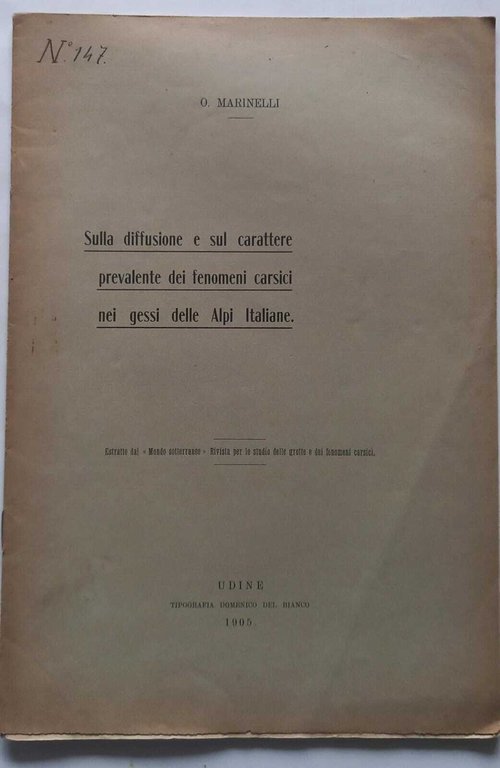 N.° 147.
O. MARINELLI
Sulla diffusione e sul carattere
prevalente dei fenomeni carsici
nei gessi delle Alpi Italiane.
Estratto dal « Mondo sotterraneo » Rivista per lo studio delle grotte e dei fenomeni carsici.
UDINE
TIPOGRAFIA DOMENICO DEL BIANCO
1905